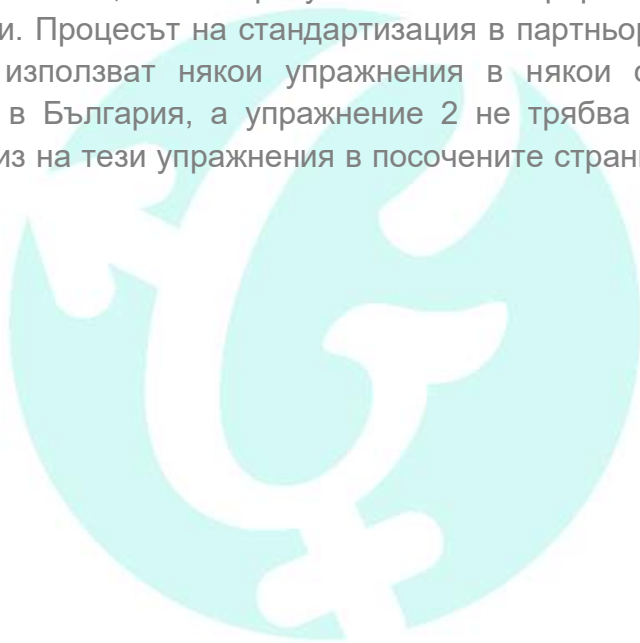 и. Процесът на стандартизация в партньор
използват някои упражнения в някои
в България, а упражнение 2 не трябва
из на тези упражнения в посочените стран